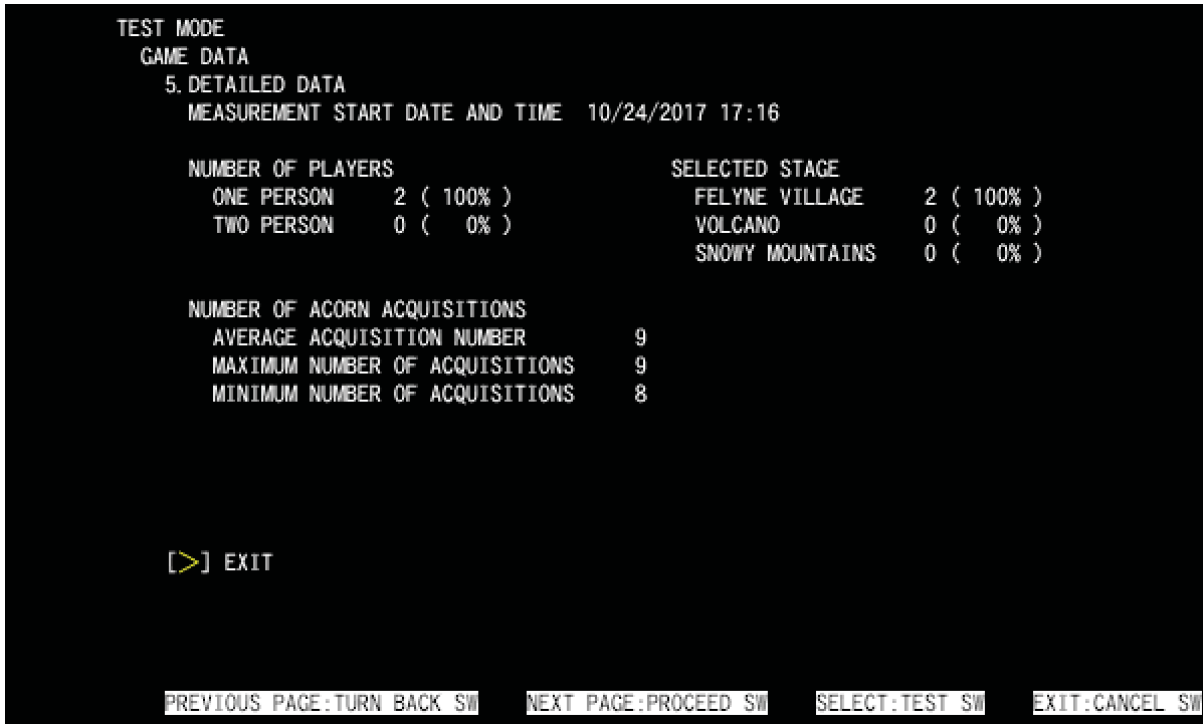 TEST MODE
GAME DATA
5. DETAILED DATA
MEASUREMENT START DATE AND TIME 10/24/2017 17:16
NUMBER OF PLAYERS SELECTED STAGE
ONE PERSON 2 ( 100% ) FELYNE VILLAGE 2 ( 100% )
TWO PERSON 0 ( 0% ) VOLCANO 0 ( 0% )
SNOWY MOUNTAINS 0 ( 0% )
NUMBER OF ACORN ACQUISITIONS
AVERAGE ACQUISITION NUMBER 9
MAXIMUM NUMBER OF ACQUISITIONS 9
MINIMUM NUMBER OF ACQUISITIONS 8
[>] EXIT
PREVIOUS PAGE:TURN BACK SW NEXT PAGE:PROCEED SW SELECT:TEST SW EXIT:CANCEL SW